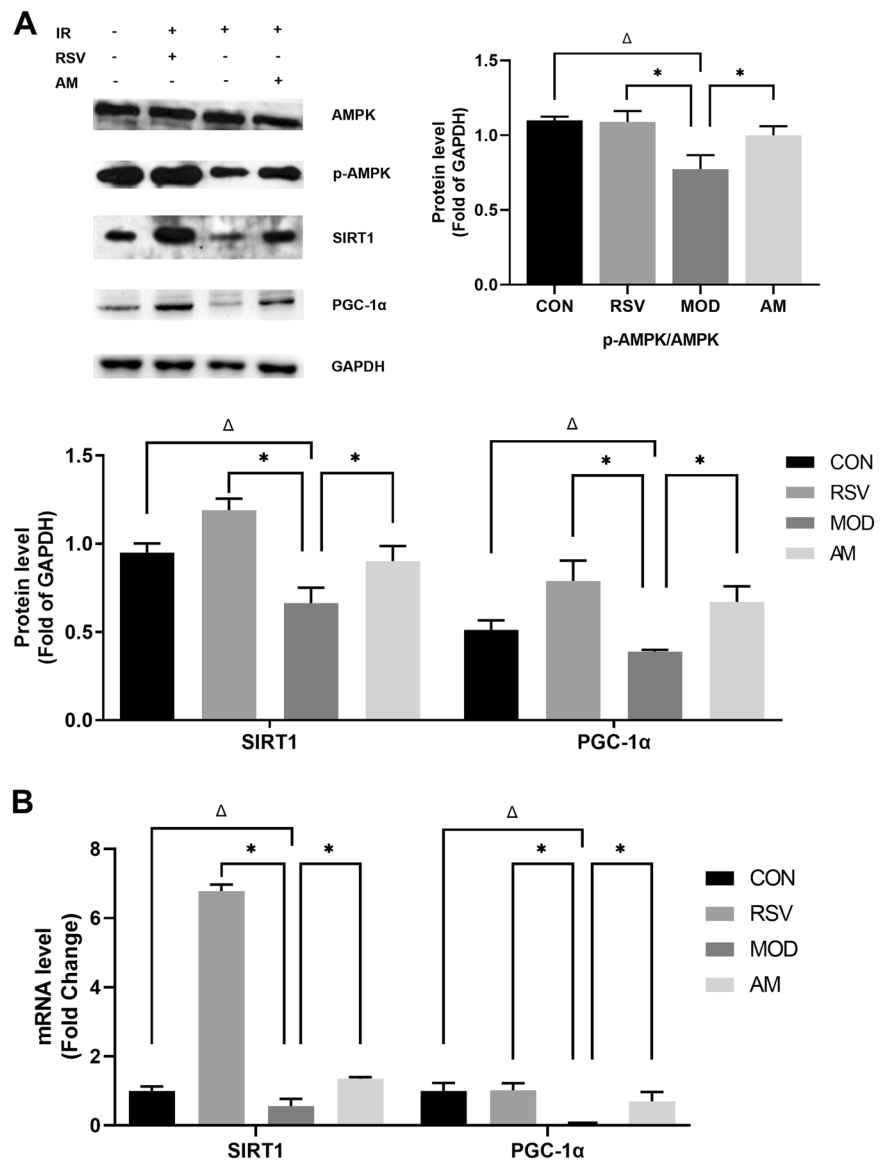 A
IR - + + +
RSV - + - -
AM - - - +
AMPK
p-AMPK
SIRT1
PGC-1α
GAPDH
Δ
* *
1.5
1.0
0.5
0.0
Protein level
(Fold of GAPDH)
CON RSV MOD AM
p-AMPK/AMPK
Δ Δ
* * * *
1.5
1.0
0.5
0.0
Protein level
(Fold of GAPDH)
SIRT1 PGC-1α
CON
RSV
MOD
AM
B
Δ Δ
* * * *
8
6
4
2
0
mRNA level
(Fold Change)
SIRT1 PGC-1α
CON
RSV
MOD
AM